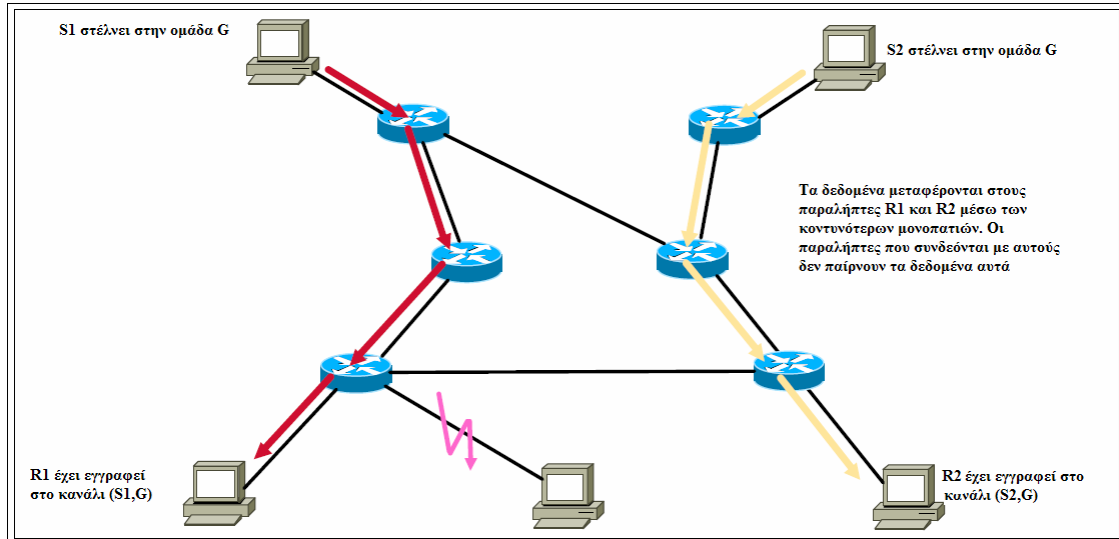 S1 στέλνει στην ομάδα G
S2 στέλνει στην ομάδα G
Τα δεδομένα μεταφέρονται στους
παραλήπτες R1 και R2 μέσω των
κοντυνότερων μονοπατιών. Οι
παραλήπτες που συνδεόνται με αυτούς
δεν παίρνουν τα δεδομένα αυτά
R1 έχει εγγραφεί
στο κανάλι (S1,G)
R2 έχει εγγραφεί στο
κανάλι (S2,G)